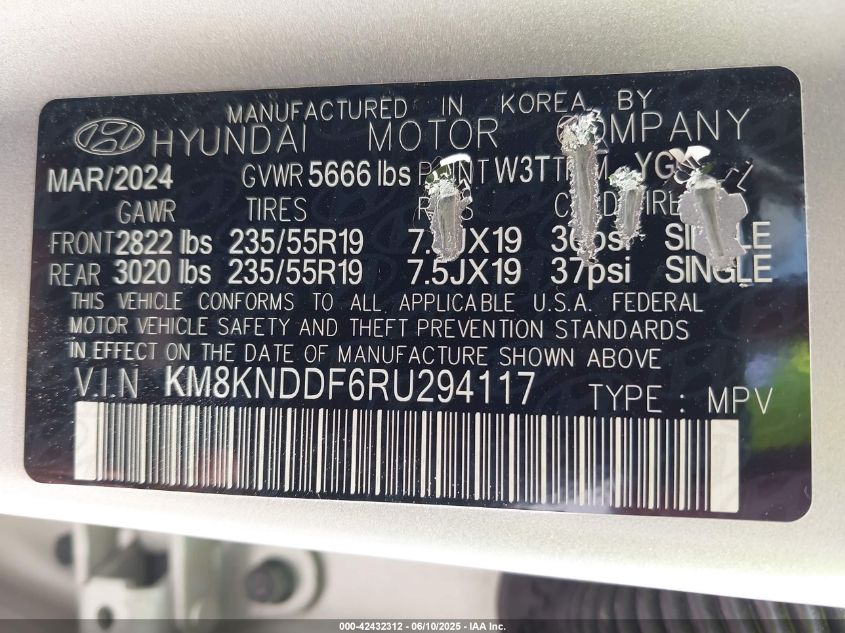 MANUFACTURED IN KOREA BY
HYUNDAI MOTOR COMPANY
MAR/2024 GVWR 5666 lbs PAINT W3T
GAWR TIRES
FRONT 2822 lbs 235/55R19 SINGLE
REAR 3020 lbs 235/55R19 7.5JX19 37psi SINGLE
THIS VEHICLE CONFORMS TO ALL APPLICABLE U.S.A. FEDERAL
MOTOR VEHICLE SAFETY AND THEFT PREVENTION STANDARDS
IN EFFECT ON THE DATE OF MANUFACTURE SHOWN ABOVE
VIN KM8KNDDF6RU294117 TYPE : MPV
000-42432312 - 06/10/2025 - IAA Inc.